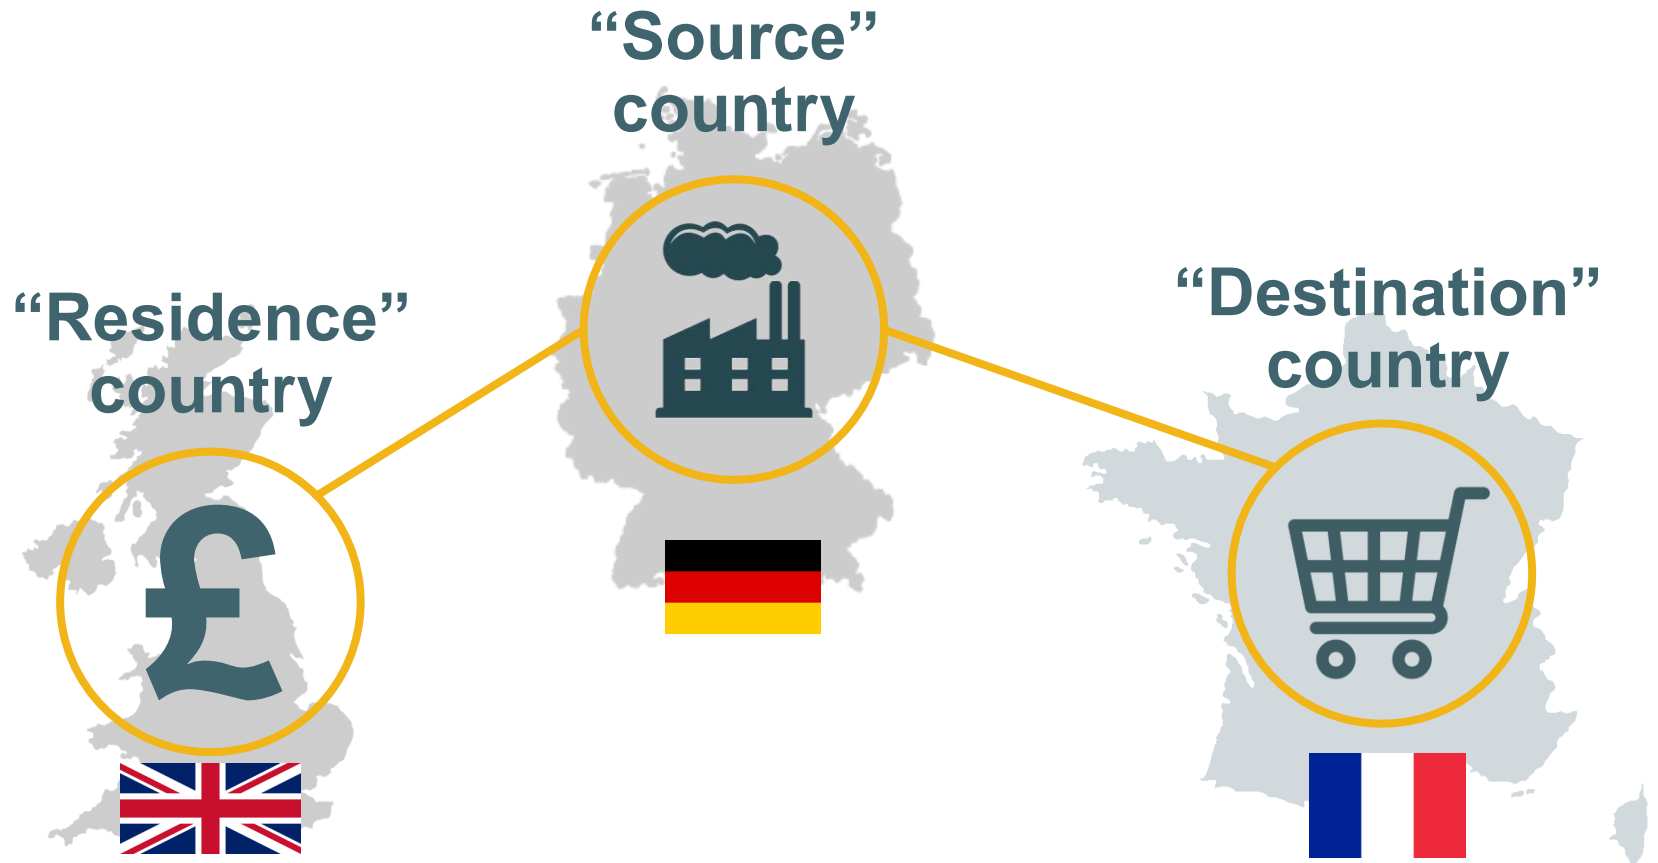 “Source”
country
“Residence”
country
“Destination”
country
£